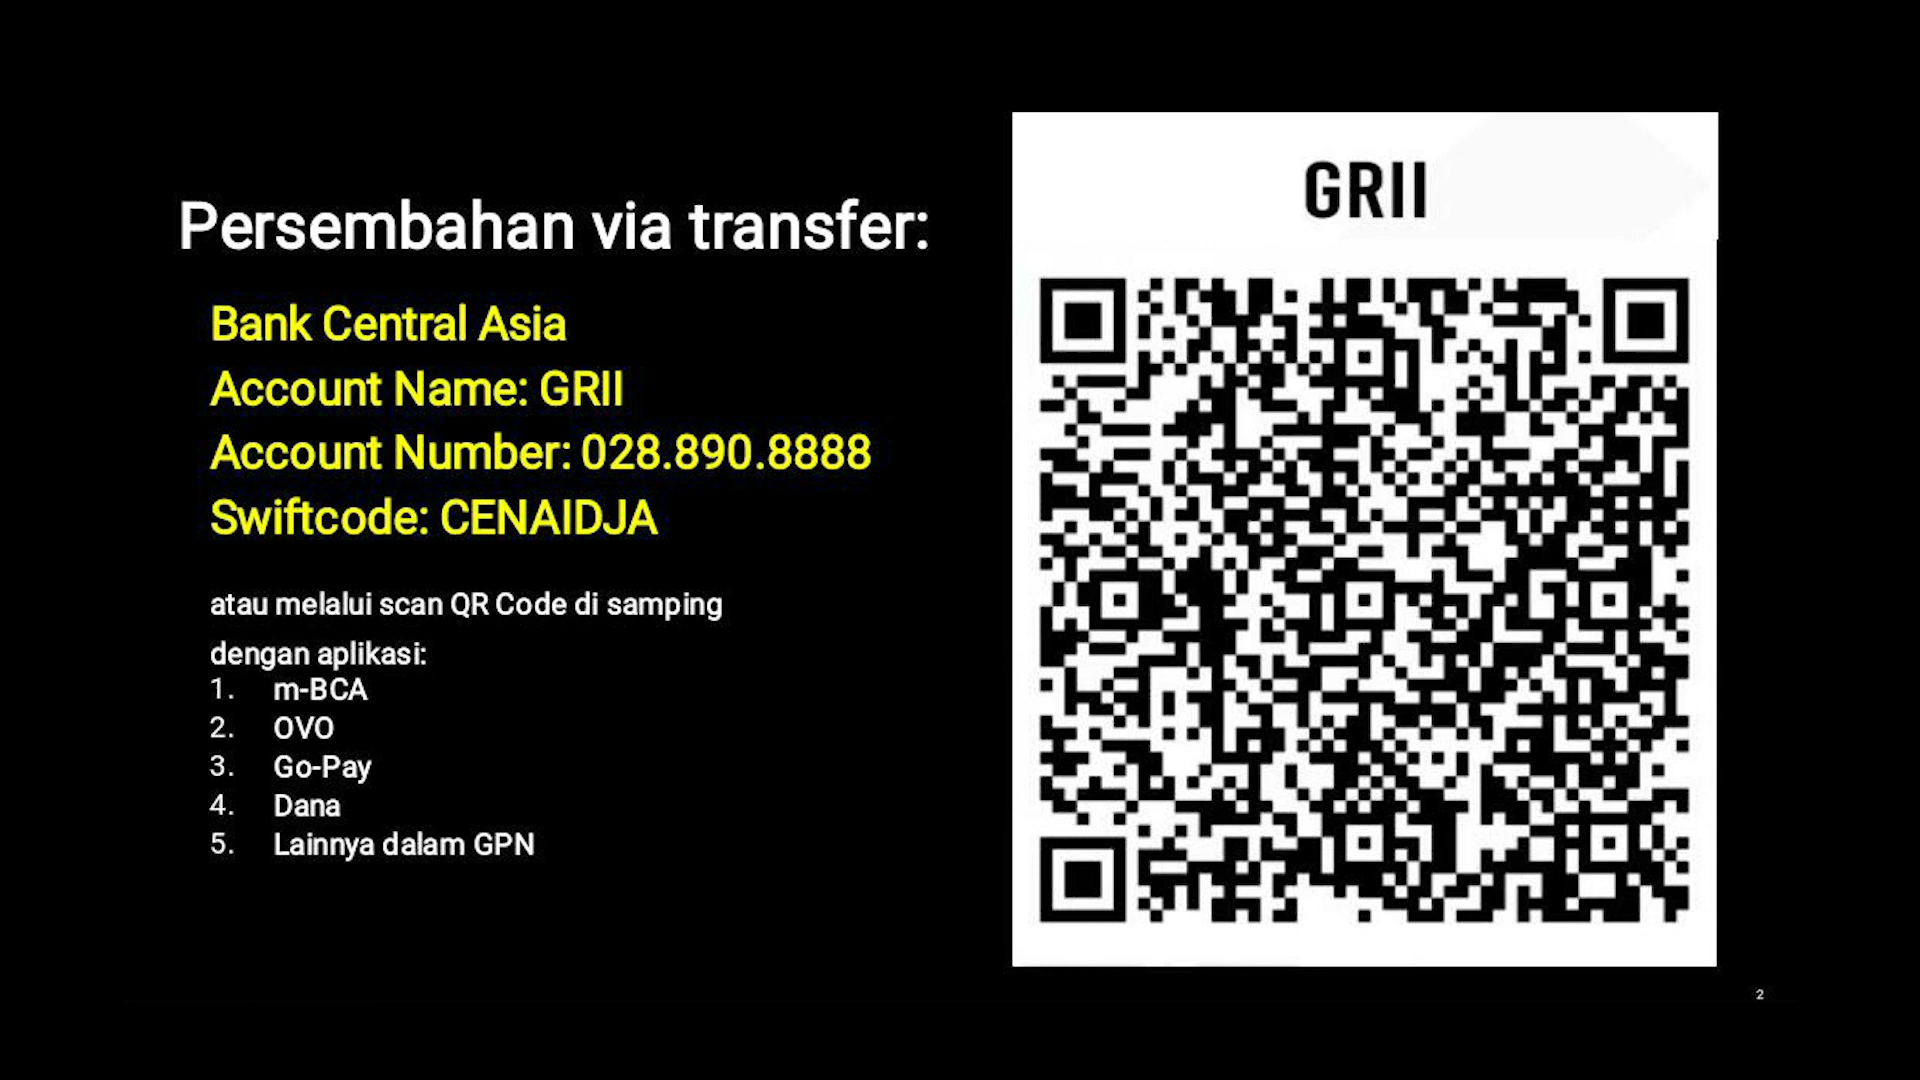 Persembahan via transfer:
Bank Central Asia
Account Name: GRII
Account Number: 028.890.8888
Swiftcode: CENAIDJA
atau melalui scan QR Code di samping
dengan aplikasi:
1. m-BCA
2. OVO
3. Go-Pay
4. Dana
5. Lainnya dalam GPN
GRII
2